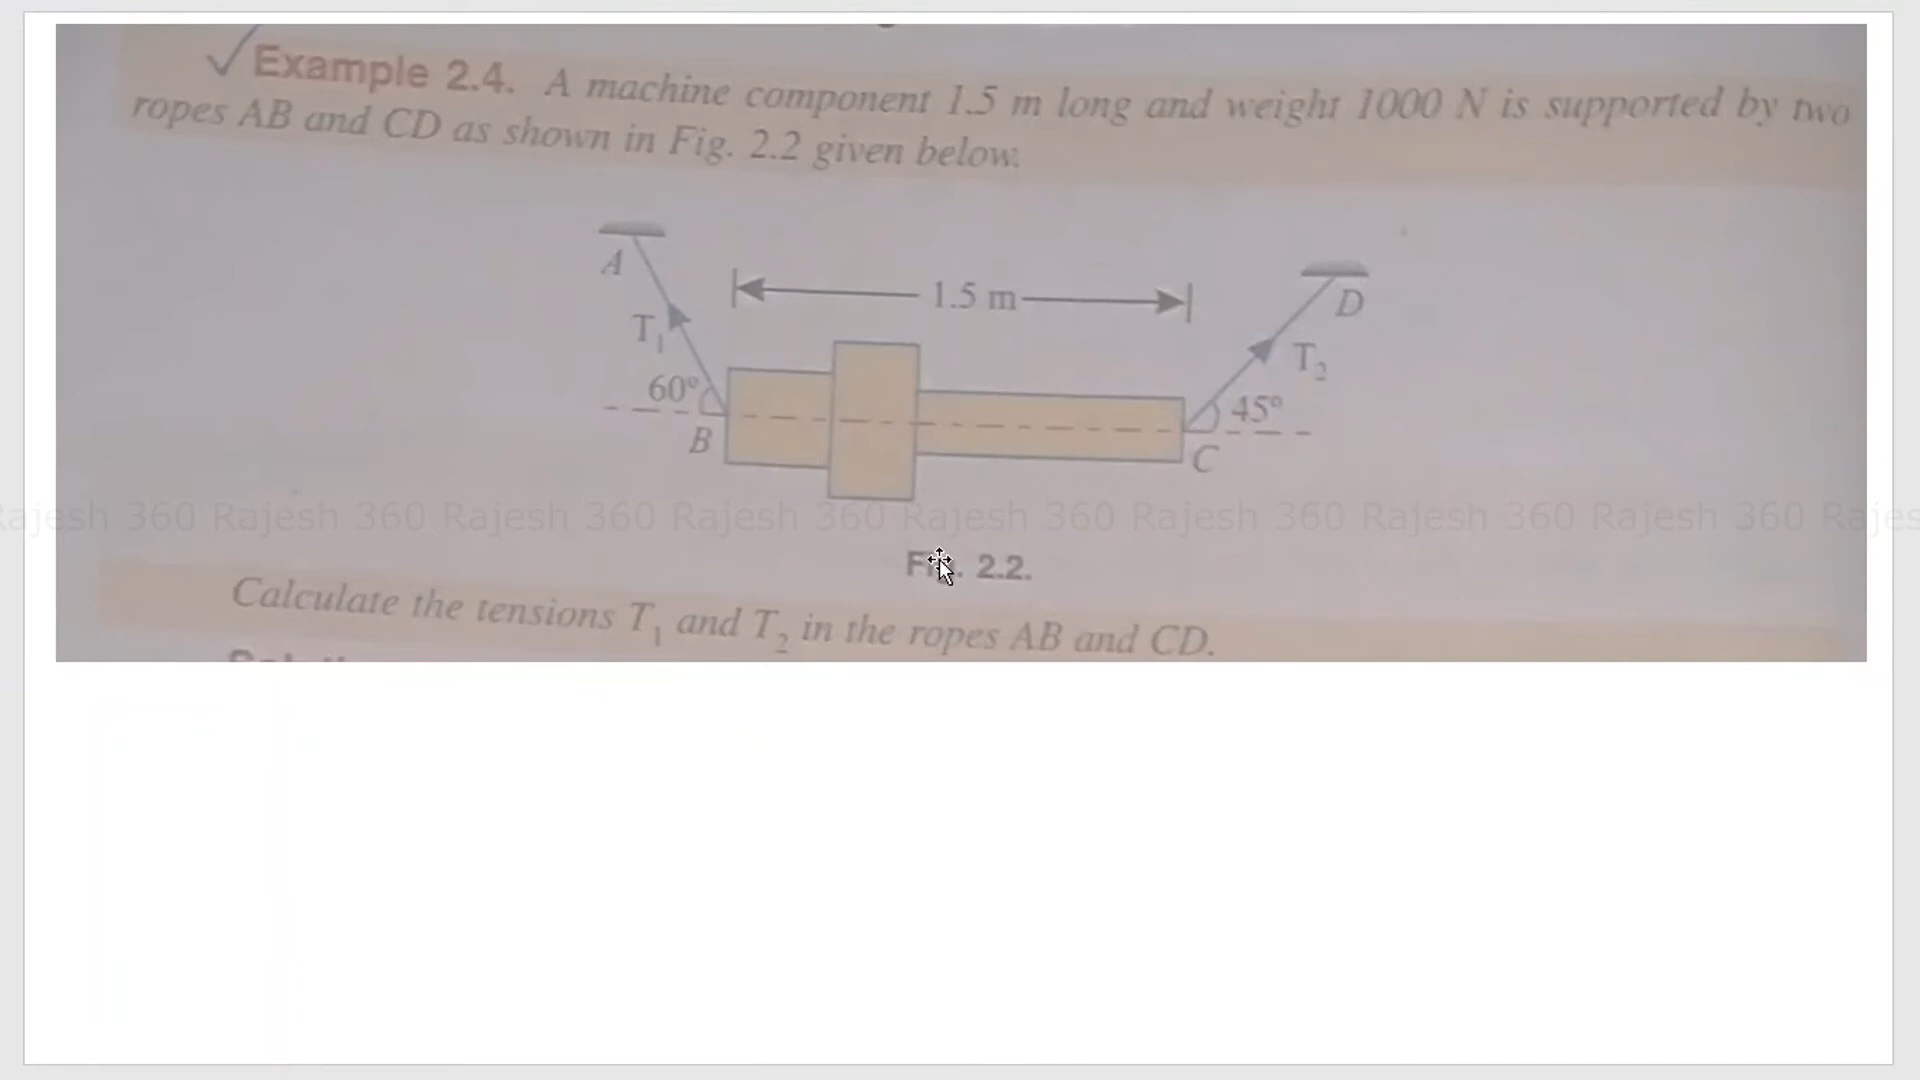 ✓Example 2.4. A machine component 1.5 m long and weight 1000 N is supported by two
ropes AB and CD as shown in Fig. 2.2 given below.
A
1.5 m
D
T1
T2
60°
45°
B
C
Rajesh 360 Rajesh 360 Rajesh 360 Rajesh 360 Rajesh 360 Rajesh 360 Rajesh 360 Rajesh 360
2.2.
Calculate the tensions T1 and T2 in the ropes AB and CD.